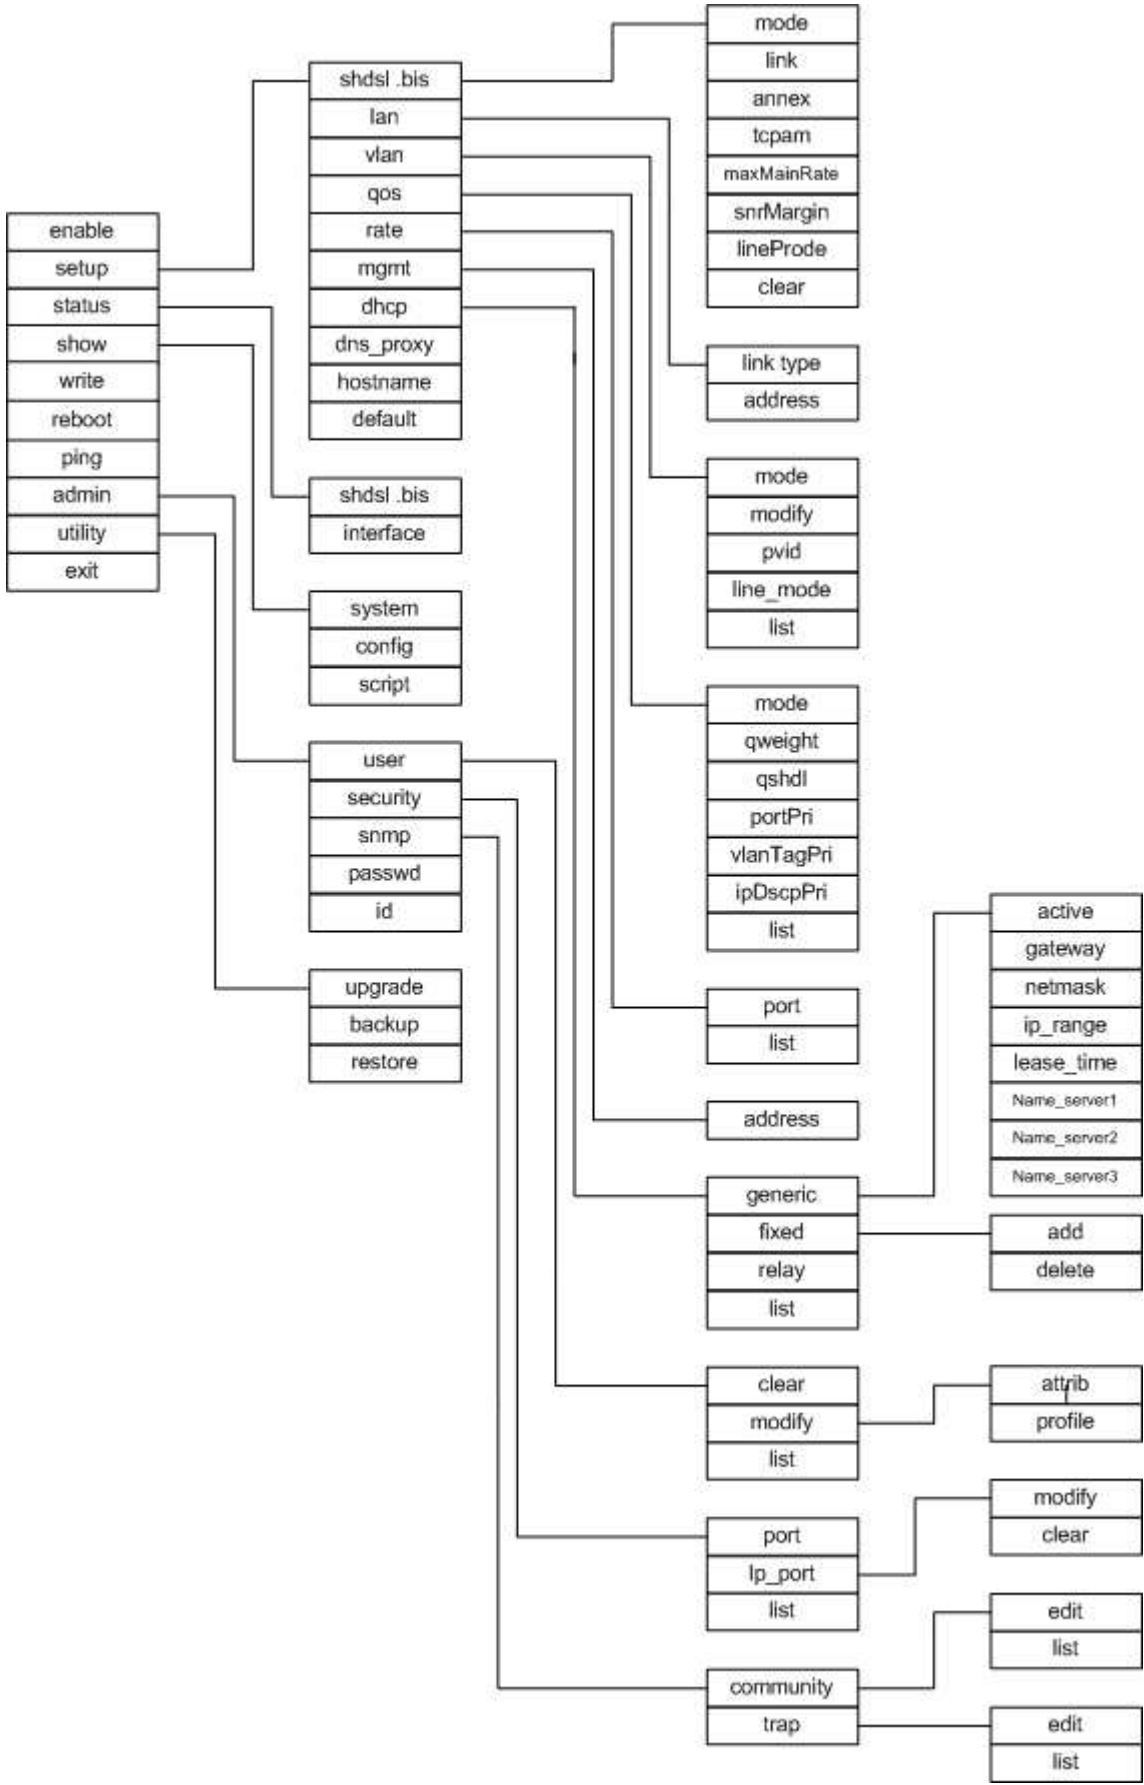 enable
setup
status
show
write
reboot
ping
admin
utility
exit
shdsl .bis
lan
vlan
qos
rate
mgmt
dhcp
dns_proxy
hostname
default
shdsl .bis
interface
system
config
script
user
security
snmp
passwd
id
upgrade
backup
restore
mode
link
annex
tcpam
maxMainRate
snrMargin
lineProde
clear
link type
address
mode
modify
pvid
line_mode
list
mode
qweight
qshdl
portPri
vlanTagPri
ipDscpPri
list
port
list
address
generic
fixed
relay
list
clear
modify
list
port
Ip_port
list
community
trap
active
gateway
netmask
ip_range
lease_time
Name_server1
Name_server2
Name_server3
add
delete
attrib
profile
modify
clear
edit
list
edit
list